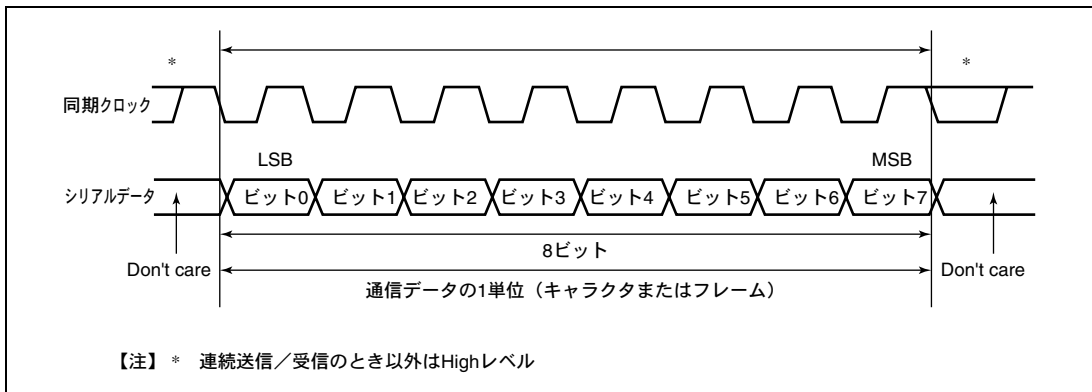 * *
同期クロック
LSB MSB
シリアルデータ ビット0 ビット1 ビット2 ビット3 ビット4 ビット5 ビット6 ビット7
8ビット
Don't care Don't care
通信データの1単位（キャラクタまたはフレーム）
【注】 * 連続送信／受信のとき以外はHighレベル